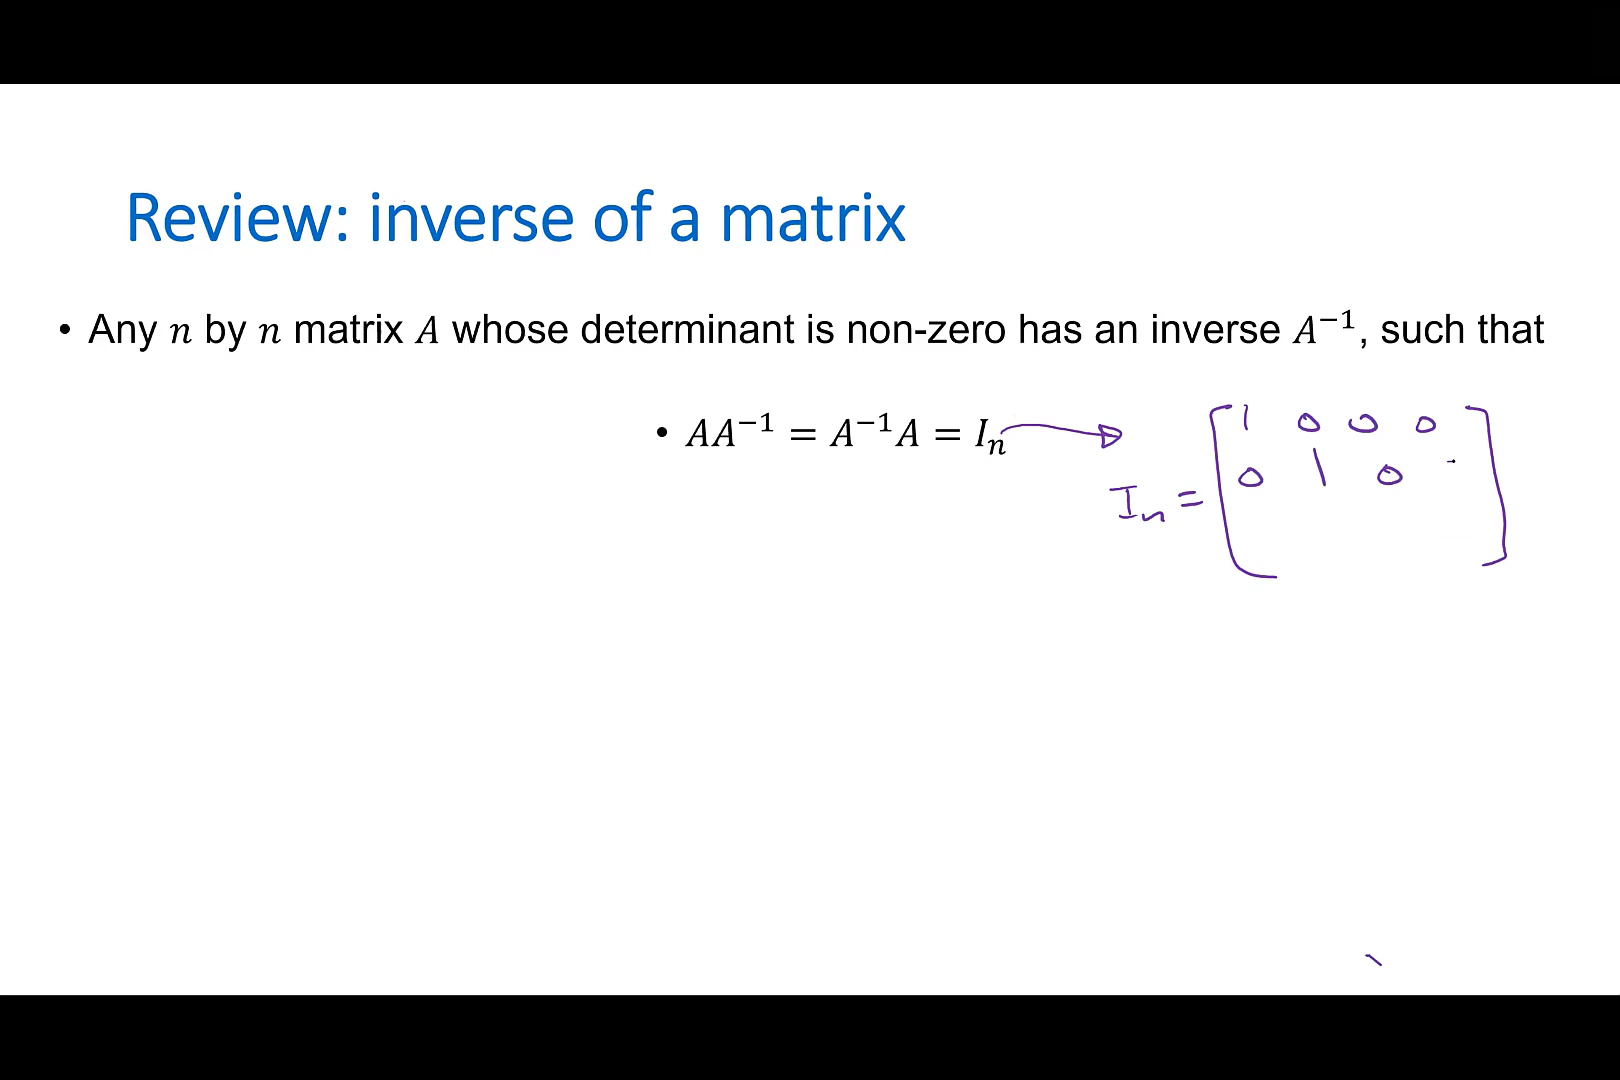 Review: inverse of a matrix
• Any n by n matrix A whose determinant is non-zero has an inverse A⁻¹, such that
• AA⁻¹ = A⁻¹A = Iₙ
1 0 0 0
0 1 0
Iₙ =